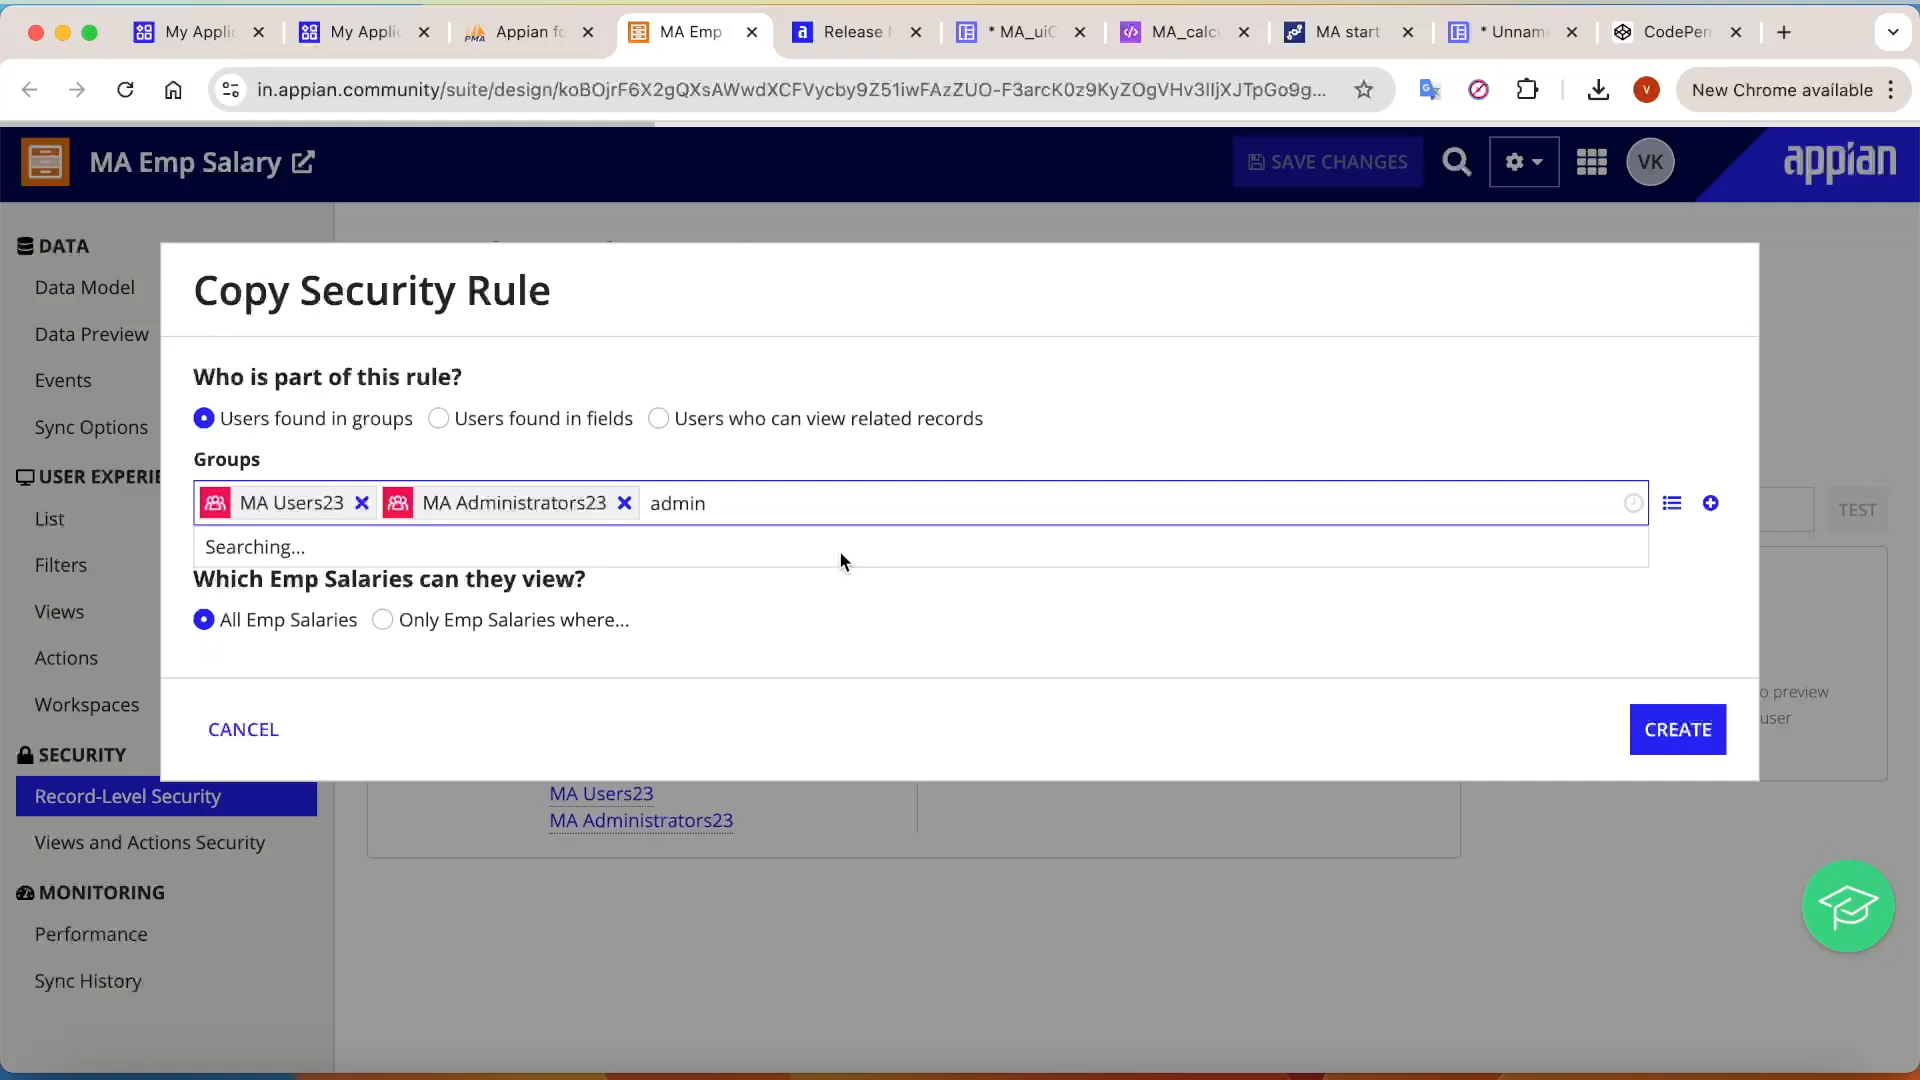 My Applic
My Applic
Appian fo
MA Emp
Release
* MA_uiC
MA_calcu
MA start
* Unnam
CodePen
in.appian.community/suite/design/koBOjrF6X2gQXsAWwdXCFVycby9Z51iwFAzZUO-F3arcK0z9KyZOgVHv3IljXJTpGo9g...
V
New Chrome available
MA Emp Salary
SAVE CHANGES
VK
appian
DATA
Data Model
Data Preview
Events
Sync Options
USER EXPERIE
List
Filters
Views
Actions
Workspaces
SECURITY
Record-Level Security
Views and Actions Security
MONITORING
Performance
Sync History
Copy Security Rule
Who is part of this rule?
Users found in groups
Users found in fields
Users who can view related records
Groups
MA Users23
MA Administrators23
admin
Searching...
Which Emp Salaries can they view?
All Emp Salaries
Only Emp Salaries where...
CANCEL
CREATE
TEST
o preview
user
MA Users23
MA Administrators23